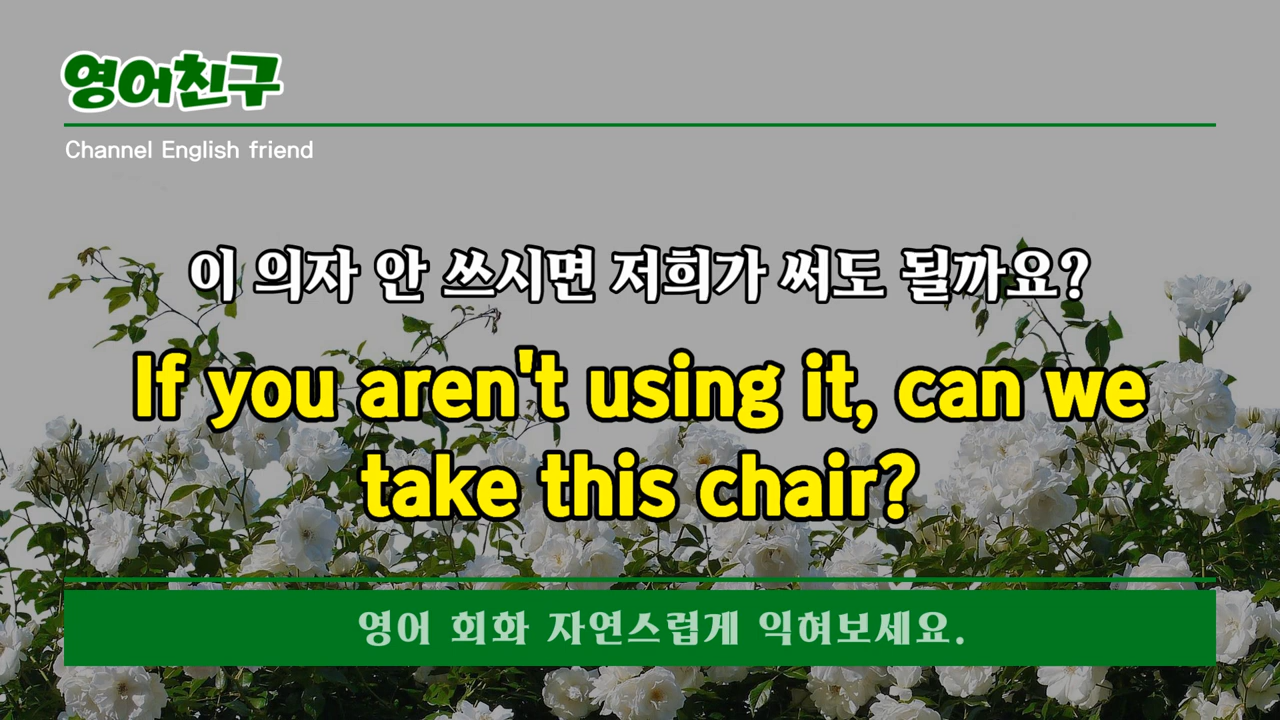 영어친구
Channel English friend
이 의자 안 쓰시면 저희가 써도 될까요?
If you aren't using it, can we
take this chair?
영어 회화 자연스럽게 익혀보세요.